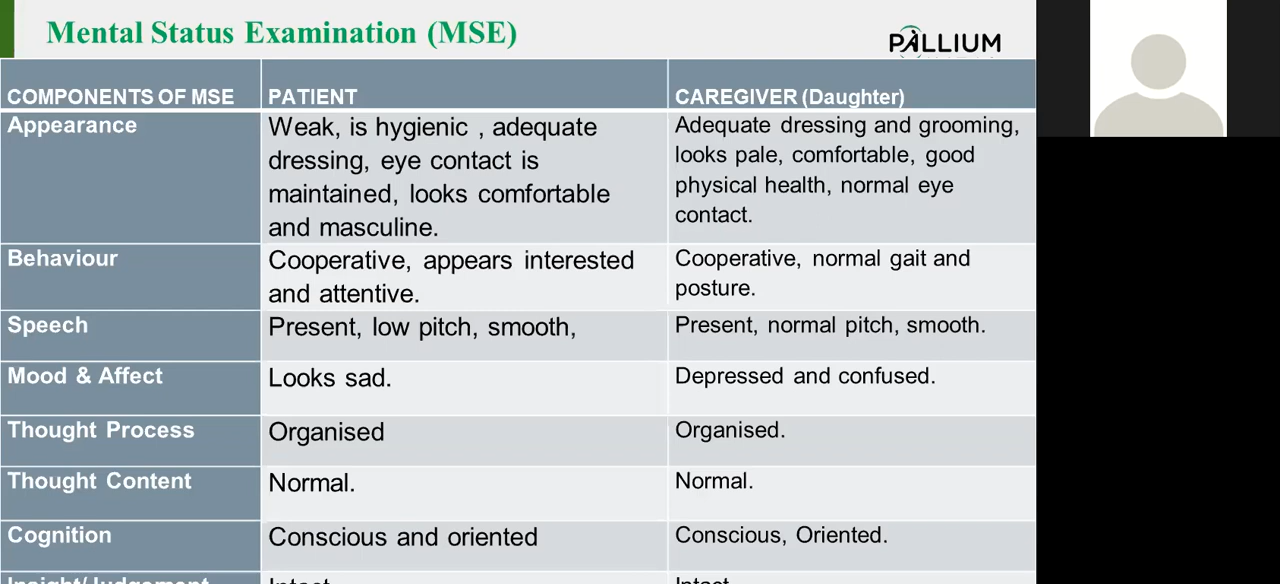 Mental Status Examination (MSE)
PALLIUM
COMPONENTS OF MSE
PATIENT
CAREGIVER (Daughter)
Appearance
Weak, is hygienic , adequate
dressing, eye contact is
maintained, looks comfortable
and masculine.
Adequate dressing and grooming,
looks pale, comfortable, good
physical health, normal eye
contact.
Behaviour
Cooperative, appears interested
and attentive.
Cooperative, normal gait and
posture.
Speech
Present, low pitch, smooth,
Present, normal pitch, smooth.
Mood & Affect
Looks sad.
Depressed and confused.
Thought Process
Organised
Organised.
Thought Content
Normal.
Normal.
Cognition
Conscious and oriented
Conscious, Oriented.
Insight/Judgement
Intact
Intact